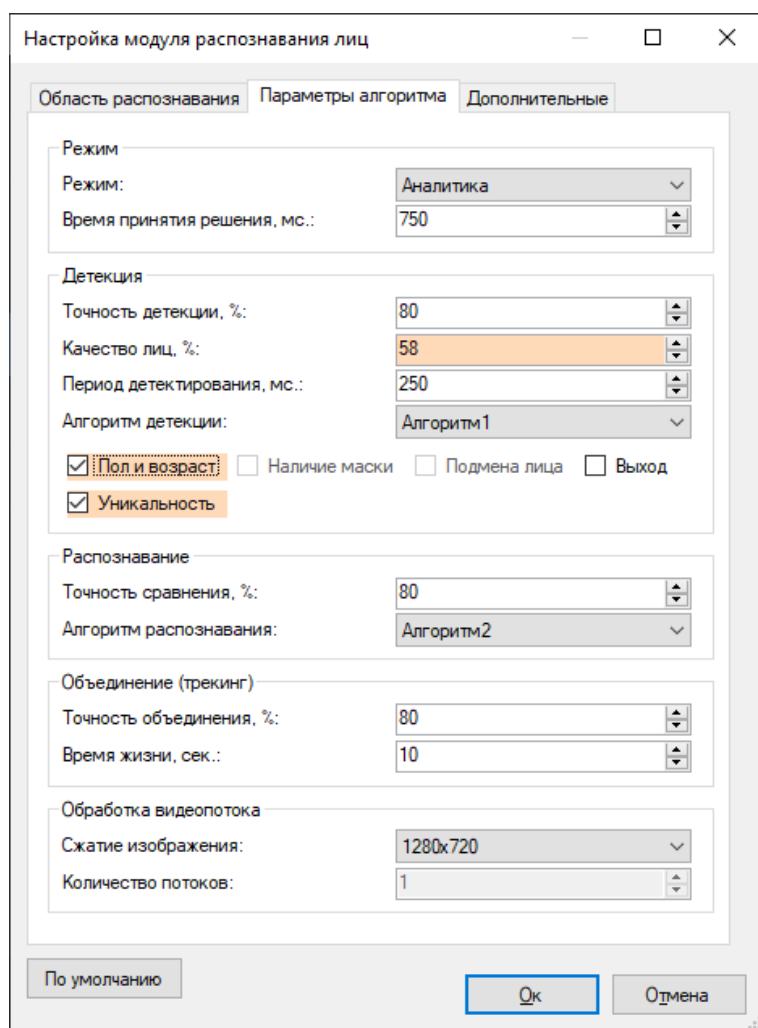 Настройка модуля распознавания лиц
Область распознавания Параметры алгоритма Дополнительные
Режим
Режим: Аналитика
Время принятия решения, мс.: 750
Детекция
Точность детекции, %: 80
Качество лиц, %: 58
Период детектирования, мс.: 250
Алгоритм детекции: Алгоритм1
Пол и возраст Наличие маски Подмена лица Выход
Уникальность
Распознавание
Точность сравнения, %: 80
Алгоритм распознавания: Алгоритм2
Объединение (трекинг)
Точность объединения, %: 80
Время жизни, сек.: 10
Обработка видеопотока
Сжатие изображения: 1280x720
Количество потоков: 1
По умолчанию
Ок Отмена